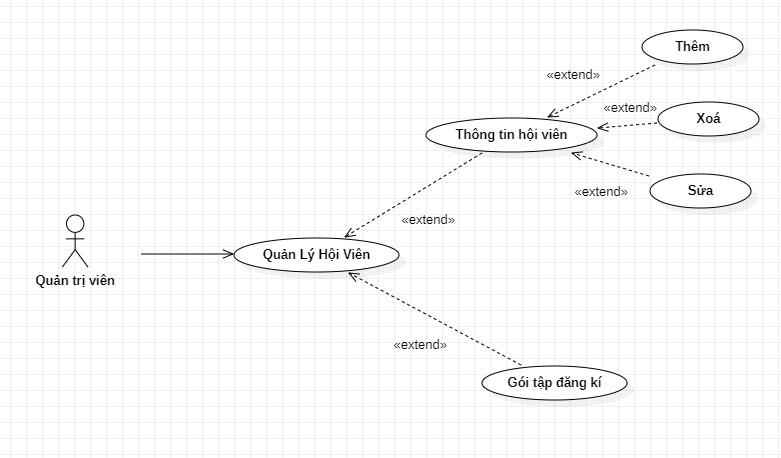 Thêm
«extend»
«extend»
Xoá
Thông tin hội viên
Sửa
«extend»
«extend»
Quản Lý Hội Viên
Quản trị viên
«extend»
Gói tập đăng kí